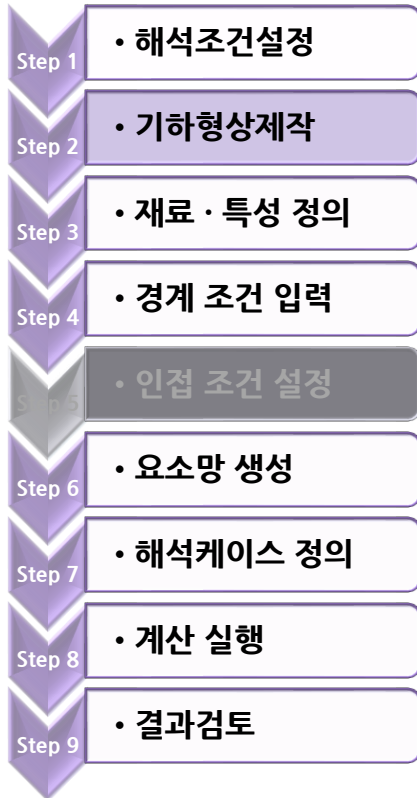 Step 1
• 해석조건설정
Step 2
• 기하형상제작
Step 3
• 재료 · 특성 정의
Step 4
• 경계 조건 입력
Step 5
• 인접 조건 설정
Step 6
• 요소망 생성
Step 7
• 해석케이스 정의
Step 8
• 계산 실행
Step 9
• 결과검토